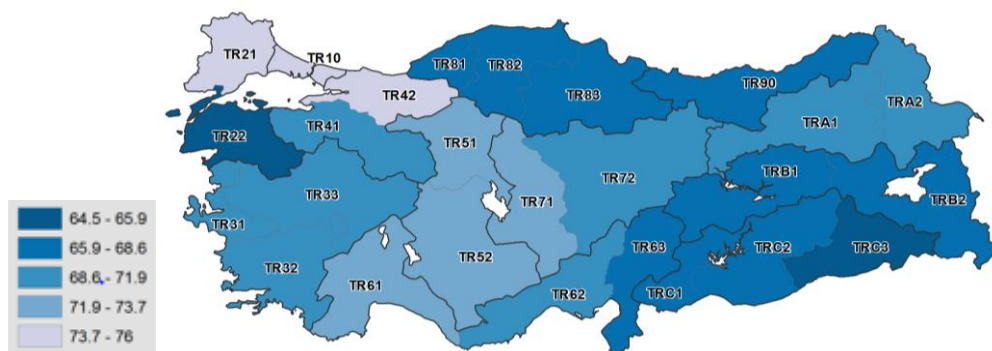 TR21
TR10
TR81
TR82
TR42
TR83
TR90
TRA2
TR22
TR41
TR51
TRA1
TR72
TRB1
TR33
TR71
TRB2
TR31
TR52
TR63
TRC2
TRC3
TR32
TR61
TR62
TRC1
64.5 - 65.9
65.9 - 68.6
68.6 - 71.9
71.9 - 73.7
73.7 - 76